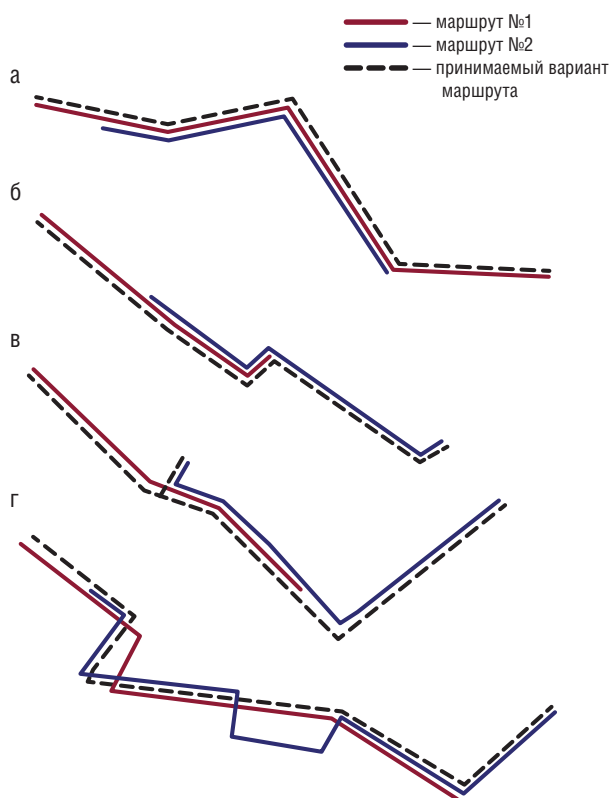 — маршрут №1
— маршрут №2
— принимаемый вариант
маршрута
а
б
в
г